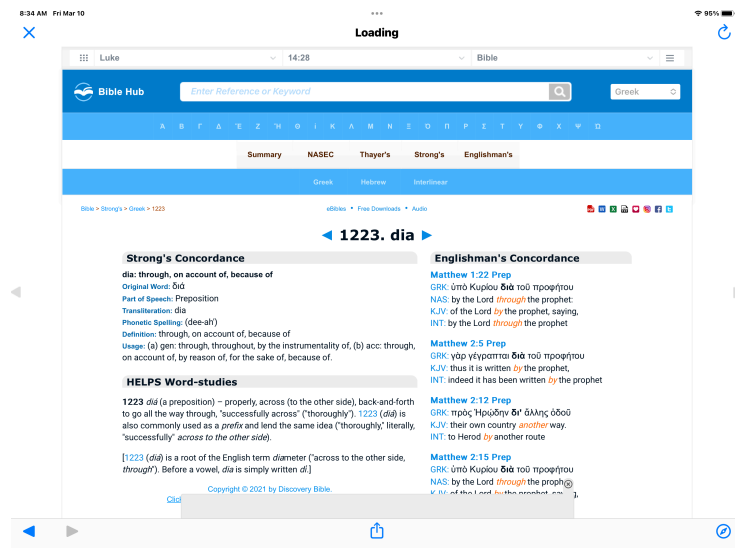 8:34 AM Fri Mar 10
95%
Loading
Luke
14:28
Bible
Bible Hub
Enter Reference or Keyword
Greek
Ἀ Β Γ Δ Ἐ Ζ Ἡ Θ Ἰ Κ Λ Μ Ν Ξ Ὀ Π Ρ Σ Τ Υ Φ Χ Ψ Ὠ
Summary NASEC Thayer's Strong's Englishman's
Greek Hebrew Interlinear
Bible > Strong's > Greek > 1223
eBibles • Free Downloads • Audio
◄ 1223. dia ►
Strong's Concordance
dia: through, on account of, because of
Original Word: διά
Part of Speech: Preposition
Transliteration: dia
Phonetic Spelling: (dee-ah')
Definition: through, on account of, because of
Usage: (a) gen: through, throughout, by the instrumentality of, (b) acc: through,
on account of, by reason of, for the sake of, because of.
HELPS Word-studies
1223 diá (a preposition) – properly, across (to the other side), back-and-forth
to go all the way through, "successfully across" ("thoroughly"). 1223 (diá) is
also commonly used as a prefix and lend the same idea ("thoroughly," literally,
"successfully" across to the other side).
[1223 (diá) is a root of the English term diameter ("across to the other side,
through"). Before a vowel, dia is simply written di̓.]
Copyright © 2021 by Discovery Bible.
Click
Englishman's Concordance
Matthew 1:22 Prep
GRK: ὑπὸ Κυρίου διὰ τοῦ προφήτου
NAS: by the Lord through the prophet:
KJV: of the Lord by the prophet, saying,
INT: by the Lord through the prophet
Matthew 2:5 Prep
GRK: γὰρ γέγραπται διὰ τοῦ προφήτου
KJV: thus it is written by the prophet,
INT: indeed it has been written by the prophet
Matthew 2:12 Prep
GRK: πρὸς Ἡρῴδην δι' ἄλλης ὁδοῦ
KJV: their own country another way.
INT: to Herod by another route
Matthew 2:15 Prep
GRK: ὑπὸ Κυρίου διὰ τοῦ προφήτου
NAS: by the Lord through the proph
KJV: of the Lord by the prophet, sa